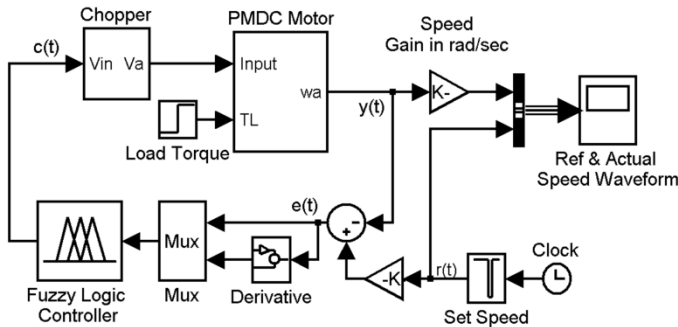 Chopper
PMDC Motor
Speed
Gain in rad/sec
c(t)
Vin Va
Input
wa
TL
K-
y(t)
Load Torque
Ref & Actual
Speed Waveform
e(t)
+
-
Mux
-K
r(t)
Clock
Fuzzy Logic
Controller
Mux
Derivative
Set Speed